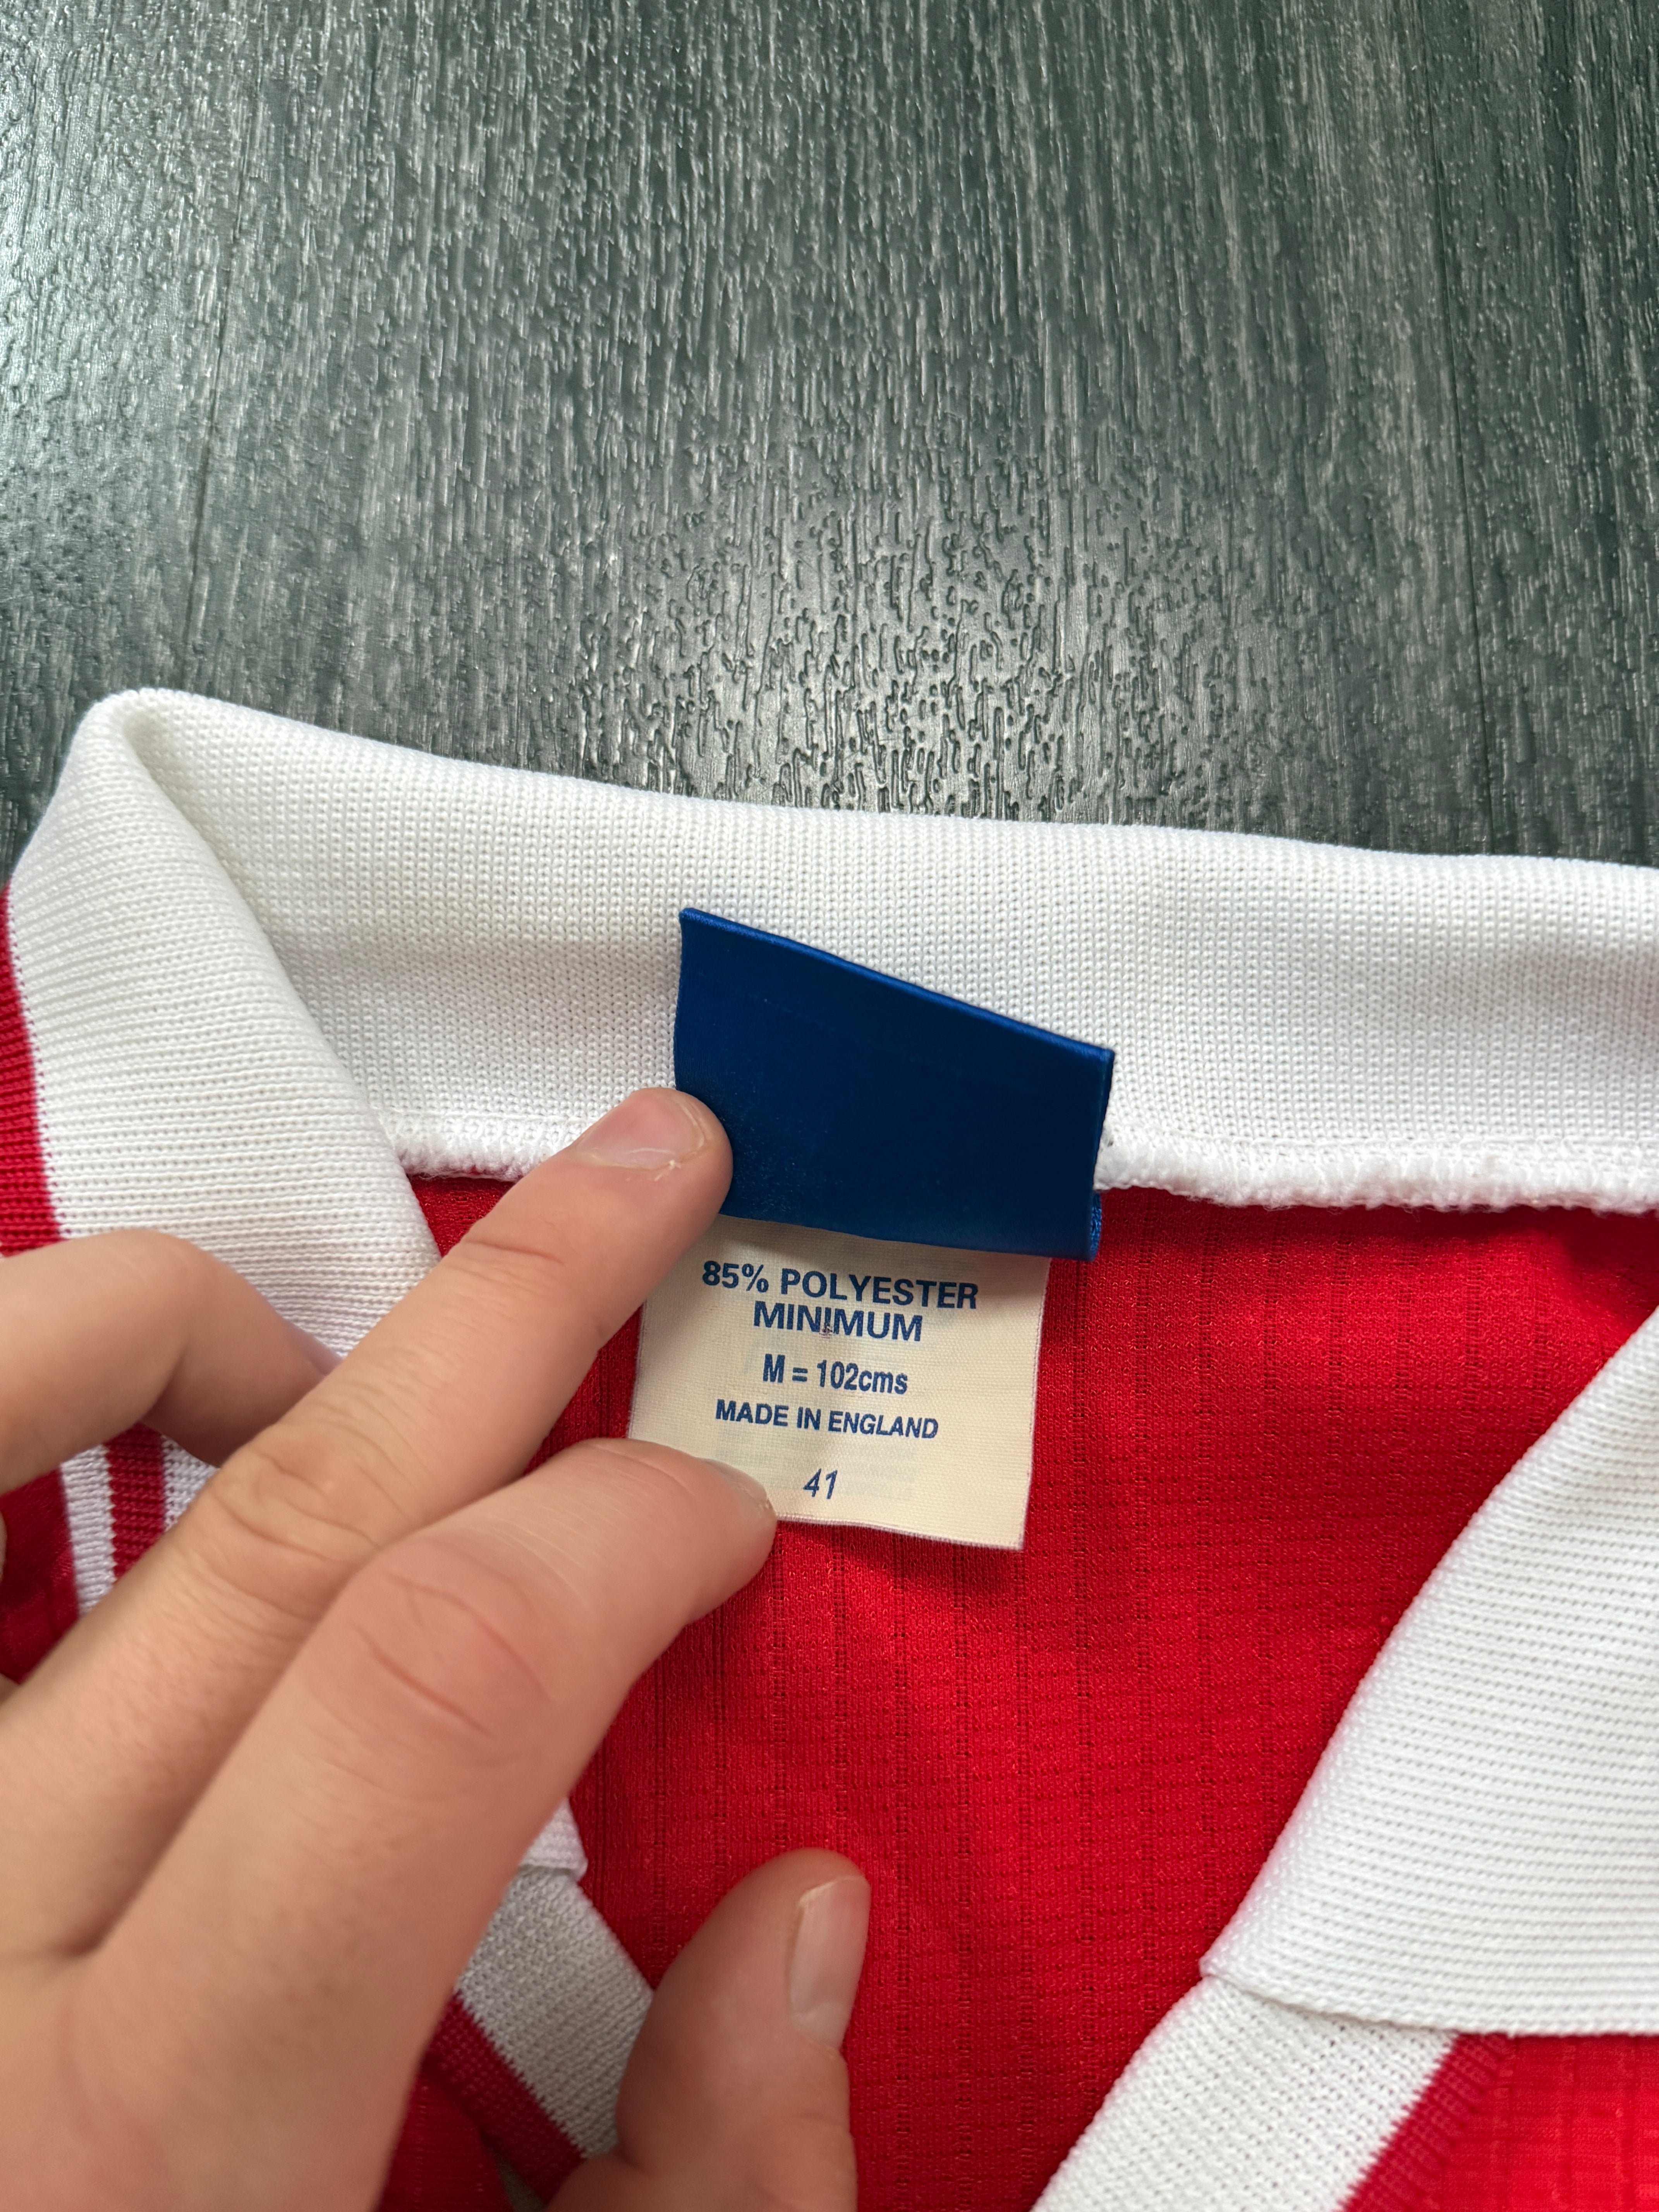 85% POLYESTER
MINIMUM
M = 102cms
MADE IN ENGLAND
41